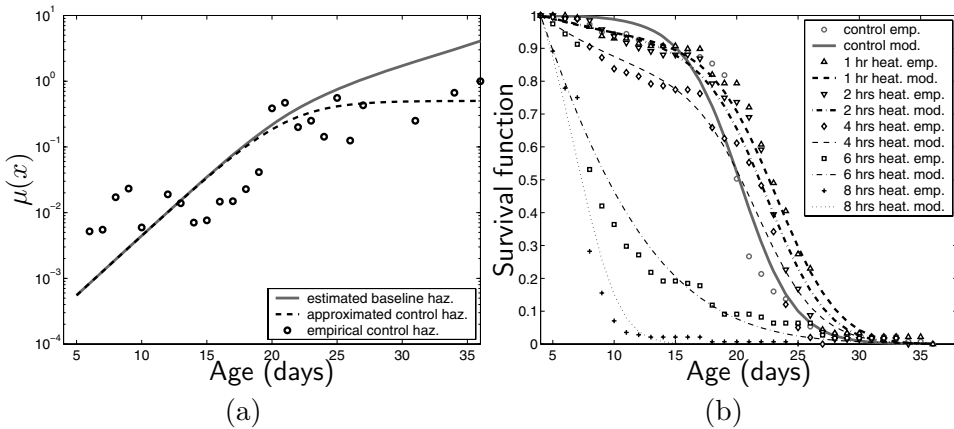 (a)
μ(x)
10^1
10^0
10^−1
10^−2
10^−3
10^−4
5 10 15 20 25 31 36
Age (days)
estimated baseline haz.
approximated control haz.
empirical control haz.
(b)
Survival function
1
0.9
0.8
0.7
0.6
0.5
0.4
0.3
0.2
0.1
0
5 10 15 20 25 30 35
Age (days)
control emp.
control mod.
1 hr heat. emp.
1 hr heat. mod.
2 hrs heat. emp.
2 hrs heat. mod.
4 hrs heat. emp.
4 hrs heat. mod.
6 hrs heat. emp.
6 hrs heat. mod.
8 hrs heat. emp.
8 hrs heat. mod.
(a)
(b)